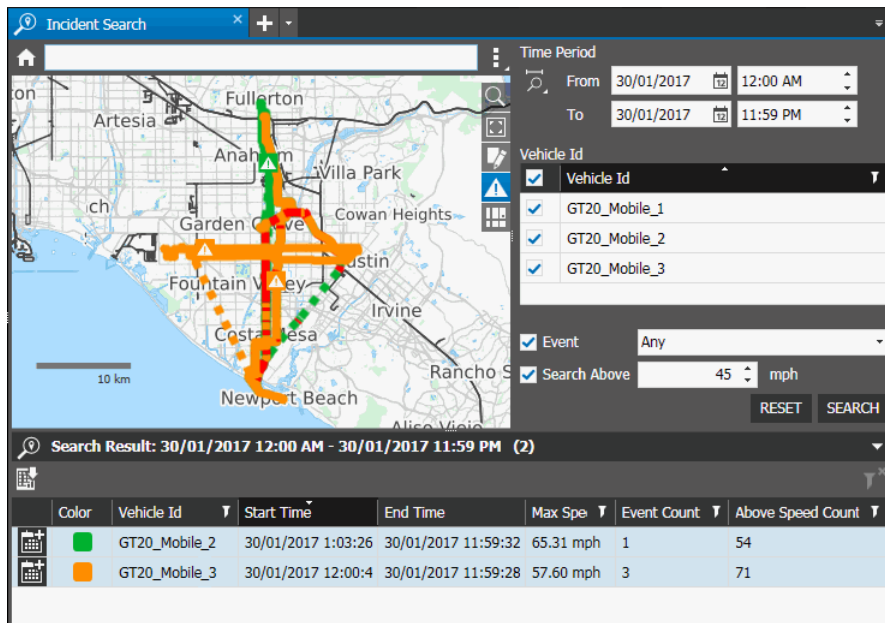 Incident Search
Time Period
From 30/01/2017 12:00 AM
To 30/01/2017 11:59 PM
Vehicle Id
Vehicle Id
GT20_Mobile_1
GT20_Mobile_2
GT20_Mobile_3
Event Any
Search Above 45 mph
RESET SEARCH
Fullerton
Artesia
Anaheim
Villa Park
Cowan Heights
Garden Grove
Fountain Valley
Irvine
Costa Mesa
10 km
Rancho S
Newport Beach
Aliso Viejo
Search Result: 30/01/2017 12:00 AM - 30/01/2017 11:59 PM (2)
Color Vehicle Id Start Time End Time Max Spe Event Count Above Speed Count
GT20_Mobile_2 30/01/2017 1:03:26 30/01/2017 11:59:32 65.31 mph 1 54
GT20_Mobile_3 30/01/2017 12:00:4 30/01/2017 11:59:28 57.60 mph 3 71